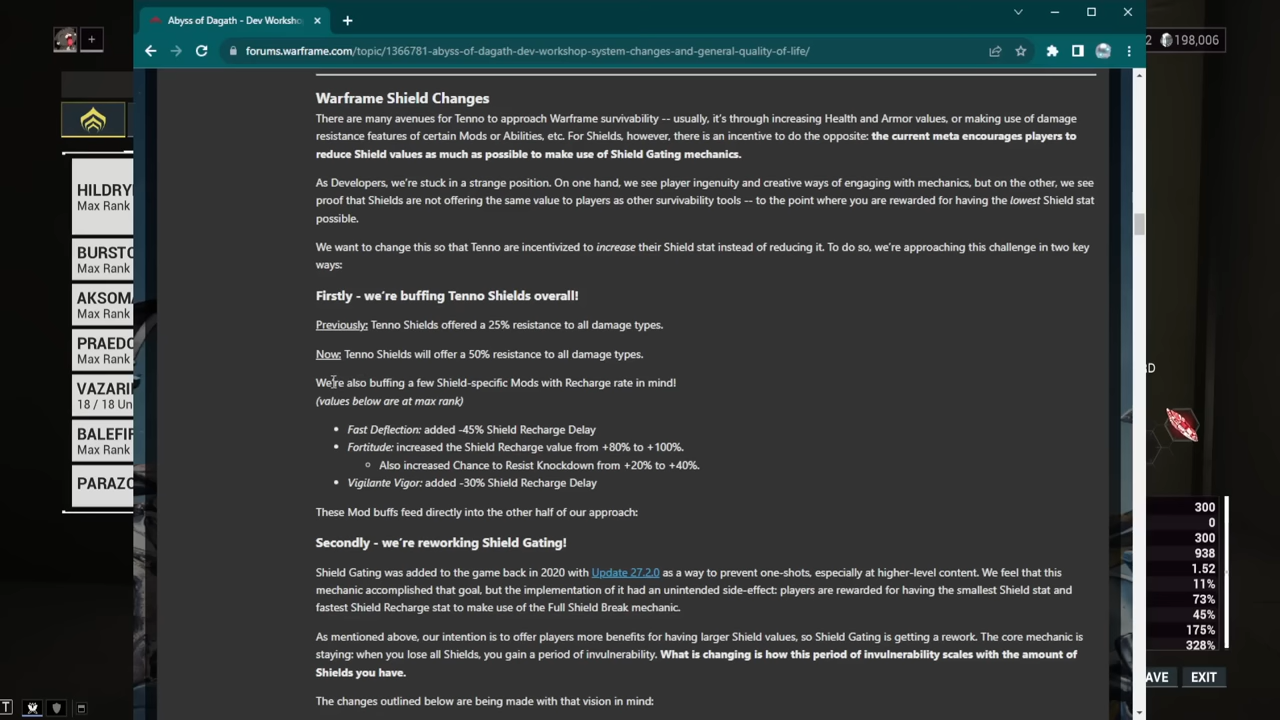 Abyss of Dagath - Dev Worksho
forums.warframe.com/topic/1366781-abyss-of-dagath-dev-workshop-system-changes-and-general-quality-of-life/
2 198,006
Warframe Shield Changes
There are many avenues for Tenno to approach Warframe survivability -- usually, it's through increasing Health and Armor values, or making use of damage
resistance features of certain Mods or Abilities, etc. For Shields, however, there is an incentive to do the opposite: the current meta encourages players to
reduce Shield values as much as possible to make use of Shield Gating mechanics.
As Developers, we're stuck in a strange position. On one hand, we see player ingenuity and creative ways of engaging with mechanics, but on the other, we see
proof that Shields are not offering the same value to players as other survivability tools -- to the point where you are rewarded for having the lowest Shield stat
possible.
We want to change this so that Tenno are incentivized to increase their Shield stat instead of reducing it. To do so, we're approaching this challenge in two key
ways:
Firstly - we're buffing Tenno Shields overall!
Previously: Tenno Shields offered a 25% resistance to all damage types.
Now: Tenno Shields will offer a 50% resistance to all damage types.
We're also buffing a few Shield-specific Mods with Recharge rate in mind!
(values below are at max rank)
• Fast Deflection: added -45% Shield Recharge Delay
• Fortitude: increased the Shield Recharge value from +80% to +100%.
○ Also increased Chance to Resist Knockdown from +20% to +40%.
• Vigilante Vigor: added -30% Shield Recharge Delay
These Mod buffs feed directly into the other half of our approach:
Secondly - we're reworking Shield Gating!
Shield Gating was added to the game back in 2020 with Update 27.2.0 as a way to prevent one-shots, especially at higher-level content. We feel that this
mechanic accomplished that goal, but the implementation of it had an unintended side-effect: players are rewarded for having the smallest Shield stat and
fastest Shield Recharge stat to make use of the Full Shield Break mechanic.
As mentioned above, our intention is to offer players more benefits for having larger Shield values, so Shield Gating is getting a rework. The core mechanic is
staying: when you lose all Shields, you gain a period of invulnerability. What is changing is how this period of invulnerability scales with the amount of
Shields you have.
The changes outlined below are being made with that vision in mind:
HILDRY
Max Rank
BURSTO
Max Rank
AKSOMA
Max Rank
PRAEDO
Max Rank
VAZARI
18 / 18 Un
BALEFI
Max Rank
PARAZO
T
RD
300
0
300
938
1.52
11%
73%
45%
175%
328%
AVE EXIT